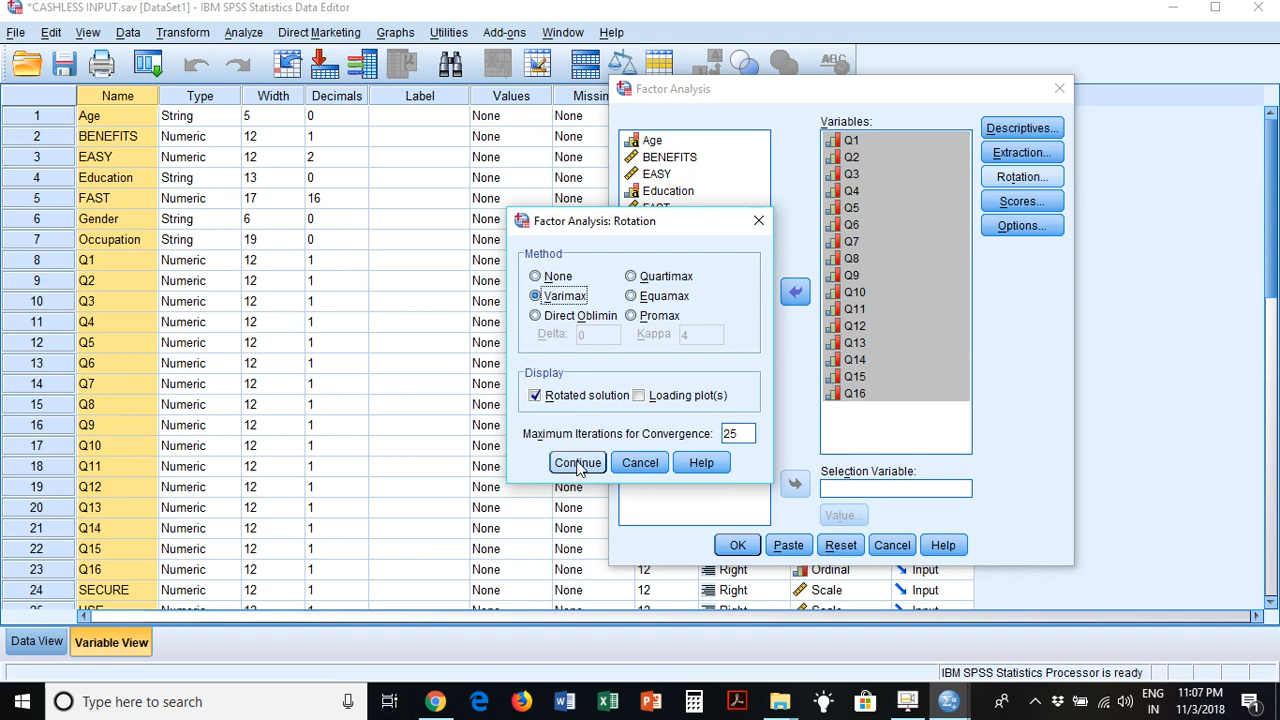 *CASHLESS INPUT.sav [DataSet1] - IBM SPSS Statistics Data Editor
File Edit View Data Transform Analyze Direct Marketing Graphs Utilities Add-ons Window Help
Name Type Width Decimals Label Values Missin
1 Age String 5 0 None None
2 BENEFITS Numeric 12 1 None None
3 EASY Numeric 12 2 None None
4 Education String 13 0 None None
5 FAST Numeric 17 16 None None
6 Gender String 6 0 None
7 Occupation String 19 0 None
8 Q1 Numeric 12 1 None
9 Q2 Numeric 12 1 None
10 Q3 Numeric 12 1 None
11 Q4 Numeric 12 1 None
12 Q5 Numeric 12 1 None
13 Q6 Numeric 12 1 None
14 Q7 Numeric 12 1 None
15 Q8 Numeric 12 1 None
16 Q9 Numeric 12 1 None
17 Q10 Numeric 12 1 None
18 Q11 Numeric 12 1 None
19 Q12 Numeric 12 1 None None
20 Q13 Numeric 12 1 None None
21 Q14 Numeric 12 1 None None
22 Q15 Numeric 12 1 None None
23 Q16 Numeric 12 1 None None 12 Right Ordinal Input
24 SECURE Numeric 12 1 None None 12 Right Scale Input
Factor Analysis
Age
BENEFITS
EASY
Education
Variables:
Q1
Q2
Q3
Q4
Q5
Q6
Q7
Q8
Q9
Q10
Q11
Q12
Q13
Q14
Q15
Q16
Descriptives...
Extraction...
Rotation...
Scores...
Options...
Selection Variable:
Value...
OK Paste Reset Cancel Help
Factor Analysis: Rotation
Method
None Quartimax
Varimax Equamax
Direct Oblimin Promax
Delta: 0 Kappa 4
Display
Rotated solution Loading plot(s)
Maximum Iterations for Convergence: 25
Continue Cancel Help
Data View Variable View
IBM SPSS Statistics Processor is ready
Type here to search
ENG
IN
11:07 PM
11/3/2018
1